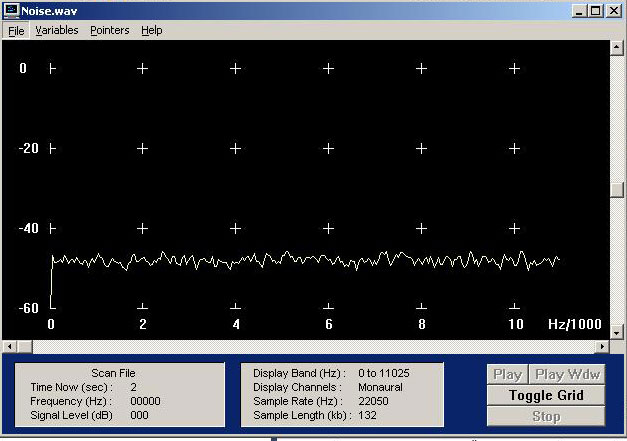 Noise.wav
File Variables Pointers Help
0
-20
-40
-60
0 2 4 6 8 10 Hz/1000
Scan File
Time Now (sec) : 2
Frequency (Hz) : 00000
Signal Level (dB) 000
Display Band (Hz) : 0 to 11025
Display Channels : Monaural
Sample Rate (Hz) : 22050
Sample Length (kb) : 132
Play Play Wdw
Toggle Grid
Stop